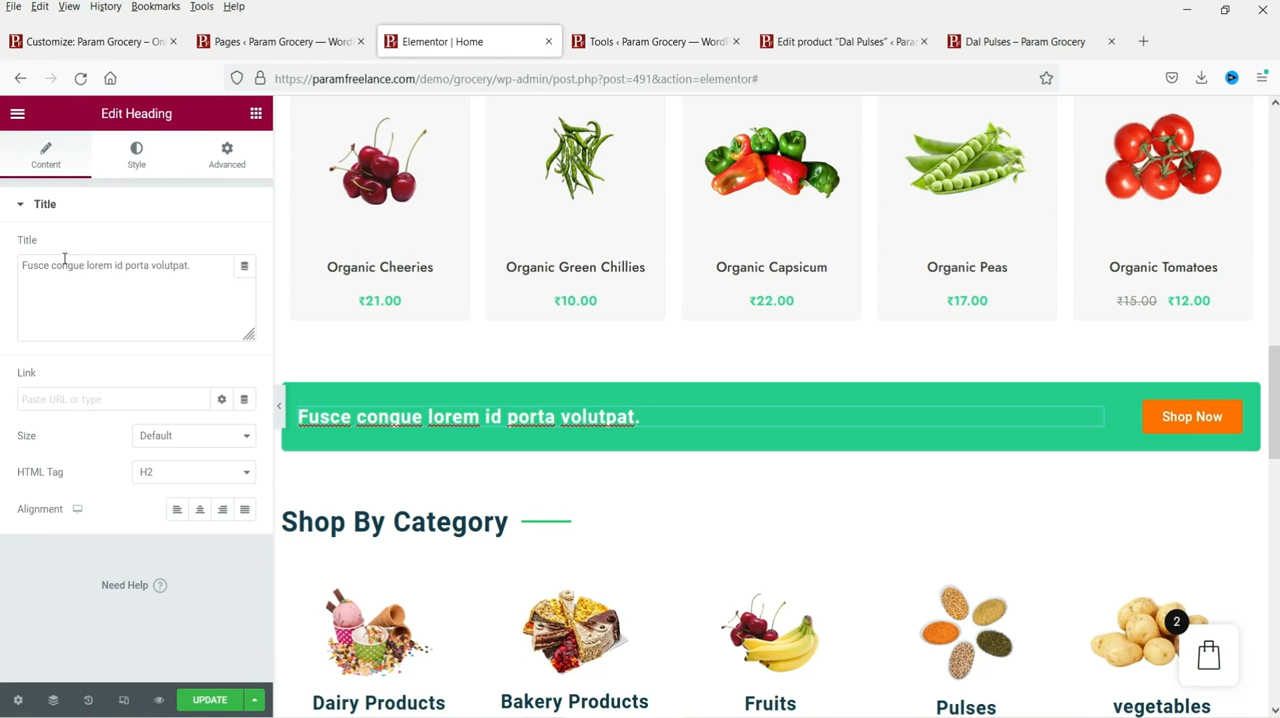 File Edit View History Bookmarks Tools Help
Customize: Param Grocery – Onl
Pages ‹ Param Grocery — WordP
Elementor | Home
Tools ‹ Param Grocery — WordPr
Edit product “Dal Pulses” ‹ Para
Dal Pulses – Param Grocery
https://paramfreelance.com/demo/grocery/wp-admin/post.php?post=491&action=elementor#
Edit Heading
Content Style Advanced
Title
Title
Fusce congue lorem id porta volutpat.
Link
Paste URL or type
Size Default
HTML Tag H2
Alignment
Need Help ?
UPDATE
Organic Cheeries Organic Green Chillies Organic Capsicum Organic Peas Organic Tomatoes
₹21.00 ₹10.00 ₹22.00 ₹17.00 ₹15.00 ₹12.00
Fusce congue lorem id porta volutpat. Shop Now
Shop By Category
2
Dairy Products Bakery Products Fruits Pulses vegetables